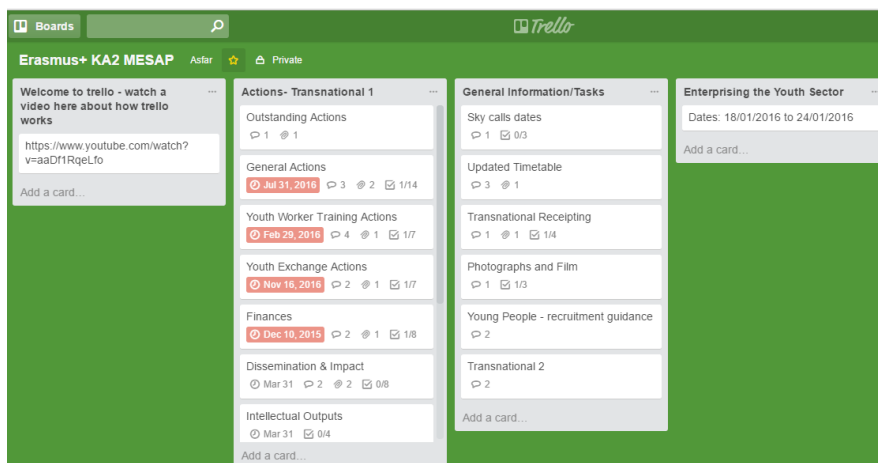 Boards
Trello
Erasmus+ KA2 MESAP Asfar Private
Welcome to trello - watch a
video here about how trello
works
https://www.youtube.com/watch?
v=aaDf1RqeLfo
Add a card...
Actions- Transnational 1
Outstanding Actions
1 1
General Actions
Jul 31, 2016 3 2 1/14
Youth Worker Training Actions
Feb 29, 2016 4 1 1/7
Youth Exchange Actions
Nov 16, 2016 2 1 1/7
Finances
Dec 10, 2015 2 1 1/8
Dissemination & Impact
Mar 31 2 2 0/8
Intellectual Outputs
Mar 31 0/4
Add a card...
General Information/Tasks
Sky calls dates
1 0/3
Updated Timetable
3 1
Transnational Receipting
1 1 1/4
Photographs and Film
1 1/3
Young People - recruitment guidance
2
Transnational 2
2
Add a card...
Enterprising the Youth Sector
Dates: 18/01/2016 to 24/01/2016
Add a card...